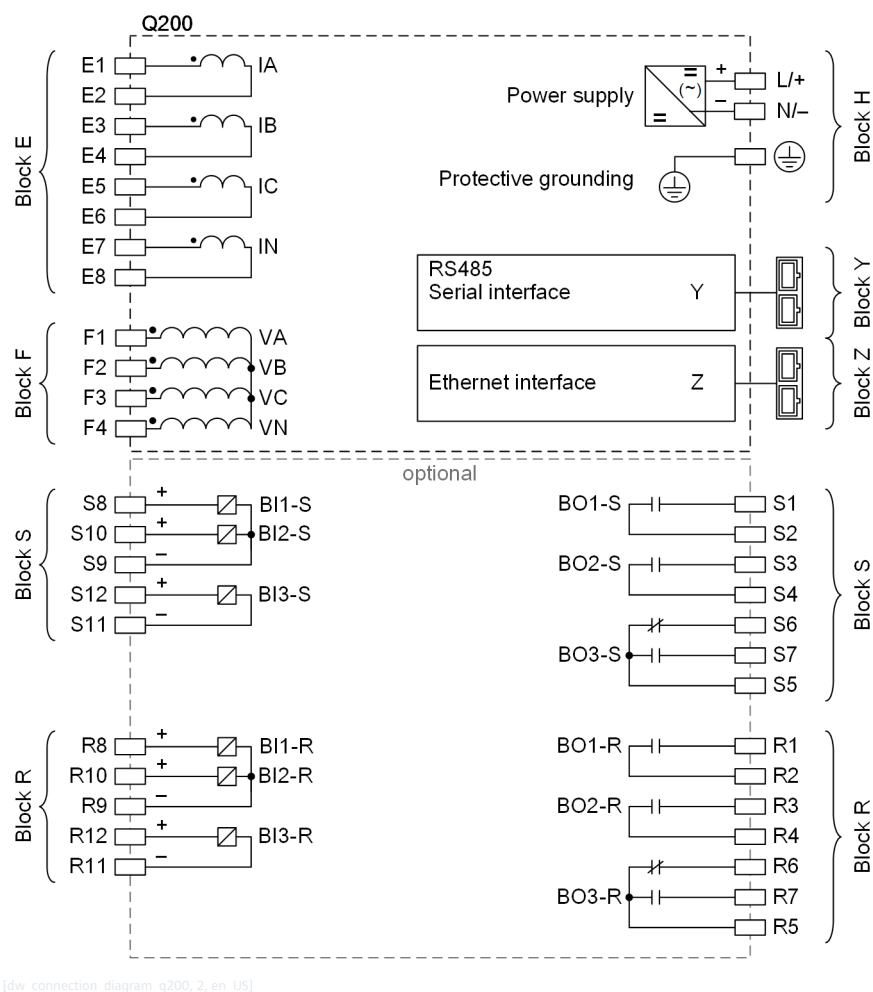 Q200
Block E
E1
IA
E2
E3
IB
E4
E5
IC
E6
E7
IN
E8
Block F
F1
VA
F2
VB
F3
VC
F4
VN
Power supply
=
(~)
=
+
L/+
–
N/–
Protective grounding
Block H
RS485
Serial interface
Y
Block Y
Ethernet interface
Z
Block Z
optional
Block S
S8
+
BI1-S
S10
+
BI2-S
S9
–
S12
+
BI3-S
S11
–
BO1-S
S1
S2
BO2-S
S3
S4
S6
BO3-S
S7
S5
Block S
Block R
R8
+
BI1-R
R10
+
BI2-R
R9
–
R12
+
BI3-R
R11
–
BO1-R
R1
R2
BO2-R
R3
R4
R6
BO3-R
R7
R5
Block R
[dw_connection_diagram_q200, 2, en_US]